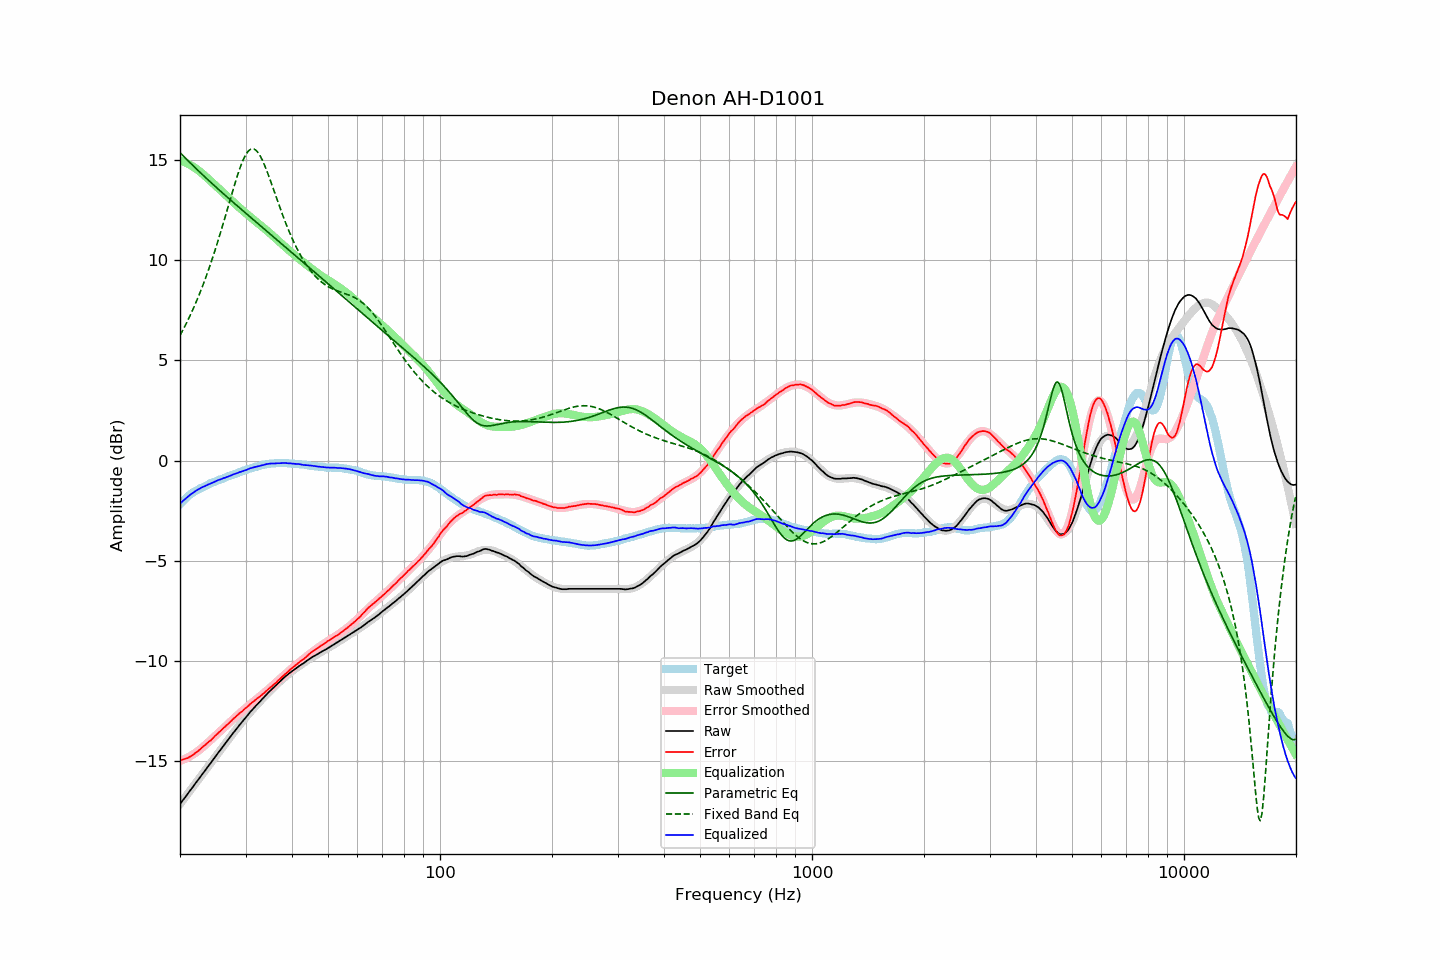 Denon AH-D1001
15
10
5
0
−5
−10
−15
Amplitude (dBr)
100
1000
10000
Frequency (Hz)
Target
Raw Smoothed
Error Smoothed
Raw
Error
Equalization
Parametric Eq
Fixed Band Eq
Equalized